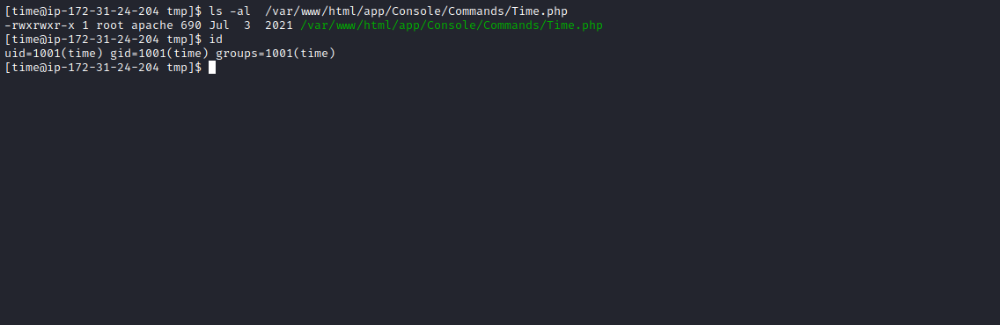 [time@ip-172-31-24-204 tmp]$ ls -al  /var/www/html/app/Console/Commands/Time.php
-rwxrwxr-x 1 root apache 690 Jul  3  2021 /var/www/html/app/Console/Commands/Time.php
[time@ip-172-31-24-204 tmp]$ id
uid=1001(time) gid=1001(time) groups=1001(time)
[time@ip-172-31-24-204 tmp]$